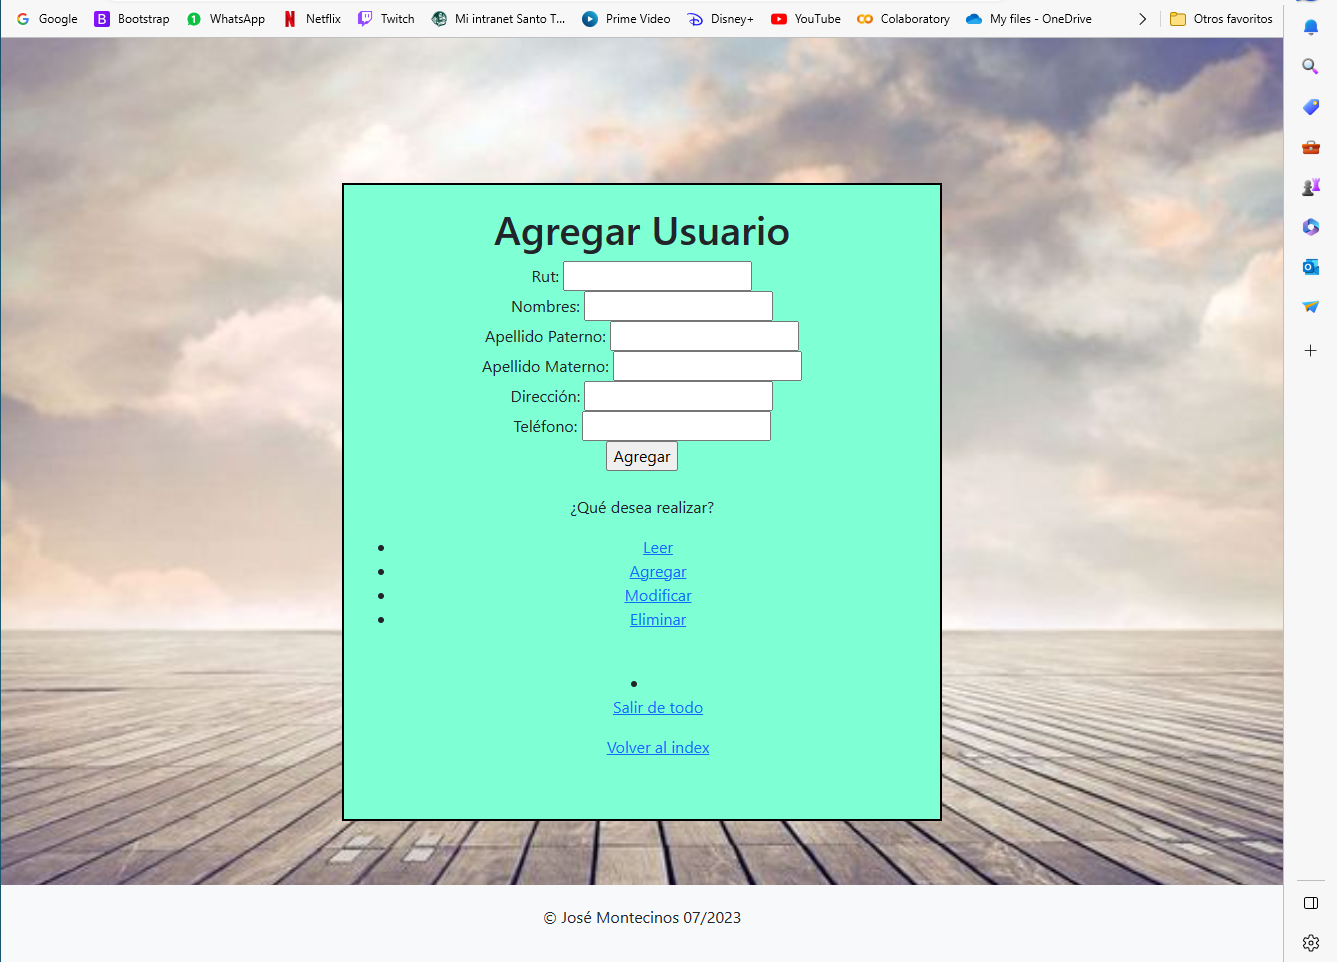 Google Bootstrap WhatsApp Netflix Twitch Mi intranet Santo T... Prime Video Disney+ YouTube Colaboratory My files - OneDrive Otros favoritos
Agregar Usuario
Rut:
Nombres:
Apellido Paterno:
Apellido Materno:
Dirección:
Teléfono:
Agregar
¿Qué desea realizar?
Leer
Agregar
Modificar
Eliminar
Salir de todo
Volver al index
© José Montecinos 07/2023